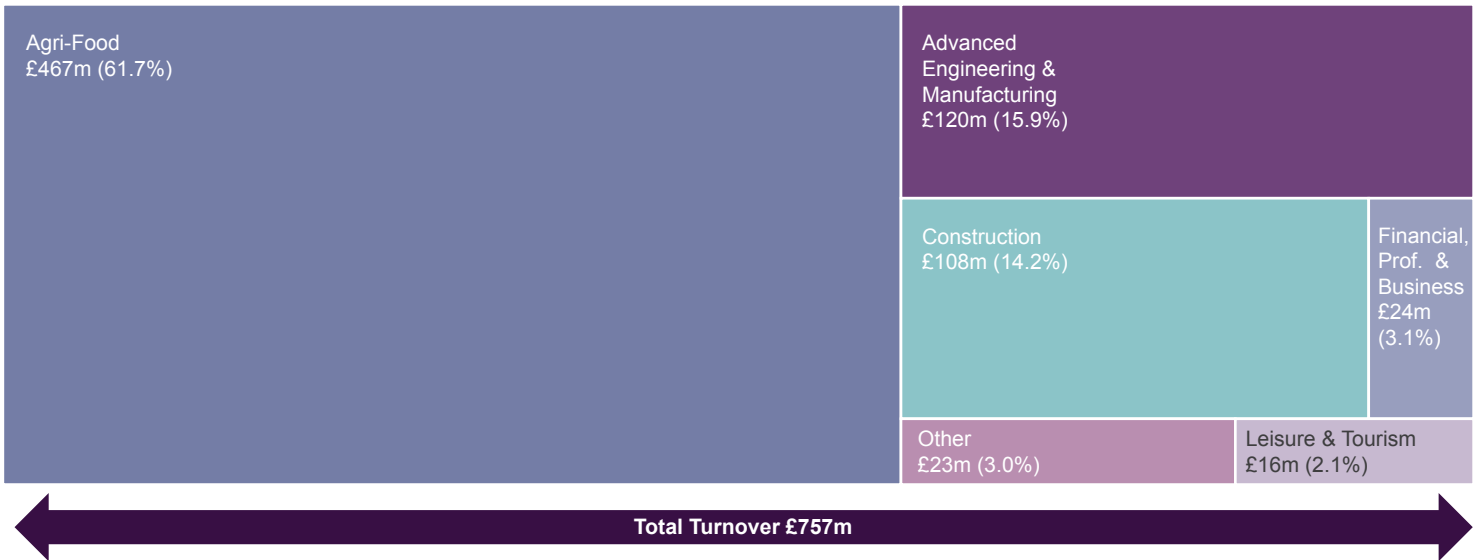 Agri-Food
£467m (61.7%)
Advanced
Engineering &
Manufacturing
£120m (15.9%)
Construction
£108m (14.2%)
Financial,
Prof. &
Business
£24m
(3.1%)
Other
£23m (3.0%)
Leisure & Tourism
£16m (2.1%)
Total Turnover £757m